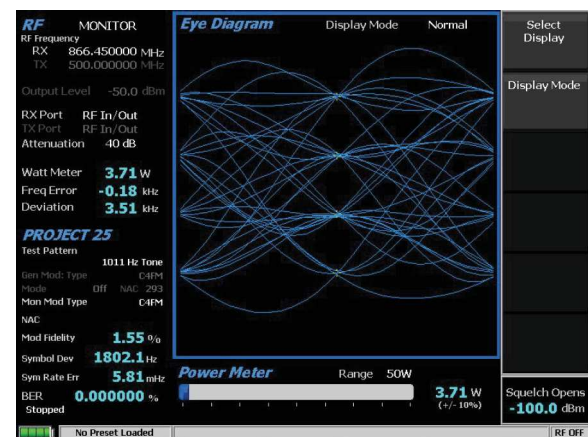 RF MONITOR
RF Frequency
RX 866.450000 MHz
TX 500.000000 MHz
Output Level -50.0 dBm
RX Port RF In/Out
TX Port RF In/Out
Attenuation 40 dB
Watt Meter 3.71 W
Freq Error -0.18 kHz
Deviation 3.51 kHz
PROJECT 25
Test Pattern
1011 Hz Tone
Gen Mod: Type C4FM
Mode Off NAC 293
Mon Mod Type C4FM
NAC
Mod Fidelity 1.55 %
Symbol Dev 1802.1 Hz
Sym Rate Err 5.81 mHz
BER 0.000000 %
Stopped
Eye Diagram Display Mode Normal
Power Meter Range 50W
3.71 W
(+/- 10%)
Select
Display
Display Mode
Squelch Opens
-100.0 dBm
No Preset Loaded
RF OFF